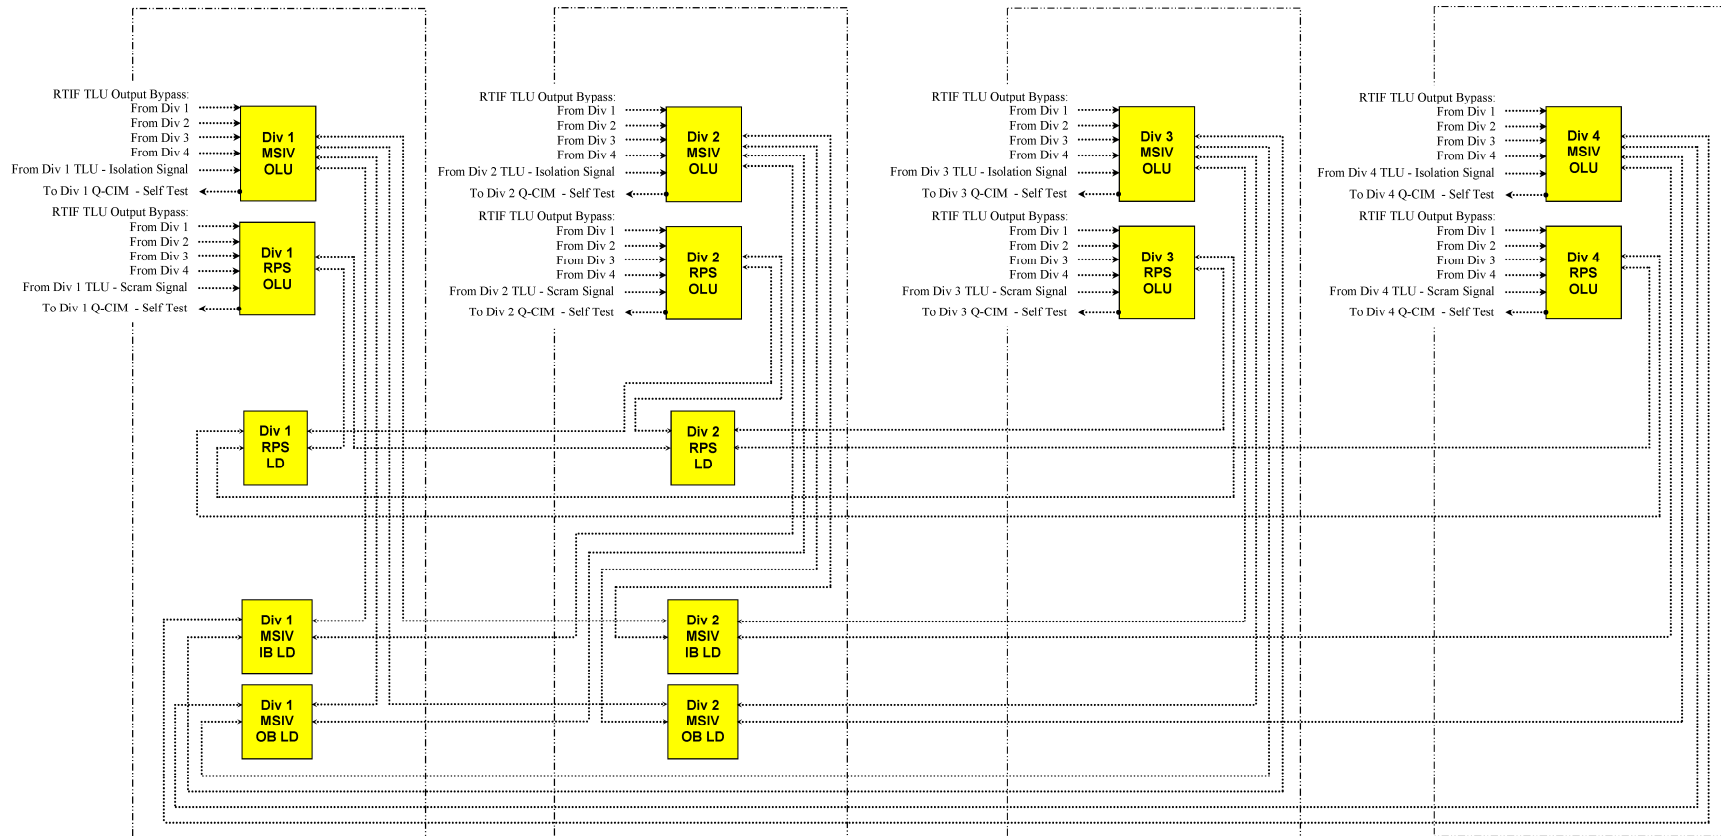 RTIF TLU Output Bypass:
From Div 1
From Div 2
From Div 3
From Div 4
From Div 1 TLU - Isolation Signal
To Div 1 Q-CIM - Self Test
Div 1
MSIV
OLU
RTIF TLU Output Bypass:
From Div 1
From Div 2
From Div 3
From Div 4
From Div 1 TLU - Scram Signal
To Div 1 Q-CIM - Self Test
Div 1
RPS
OLU
RTIF TLU Output Bypass:
From Div 1
From Div 2
From Div 3
From Div 4
From Div 2 TLU - Isolation Signal
To Div 2 Q-CIM - Self Test
Div 2
MSIV
OLU
RTIF TLU Output Bypass:
From Div 1
From Div 2
From Div 3
From Div 4
From Div 2 TLU - Scram Signal
To Div 2 Q-CIM - Self Test
Div 2
RPS
OLU
RTIF TLU Output Bypass:
From Div 1
From Div 2
From Div 3
From Div 4
From Div 3 TLU - Isolation Signal
To Div 3 Q-CIM - Self Test
Div 3
MSIV
OLU
RTIF TLU Output Bypass:
From Div 1
From Div 2
From Div 3
From Div 4
From Div 3 TLU - Scram Signal
To Div 3 Q-CIM - Self Test
Div 3
RPS
OLU
RTIF TLU Output Bypass:
From Div 1
From Div 2
From Div 3
From Div 4
From Div 4 TLU - Isolation Signal
To Div 4 Q-CIM - Self Test
Div 4
MSIV
OLU
RTIF TLU Output Bypass:
From Div 1
From Div 2
From Div 3
From Div 4
From Div 4 TLU - Scram Signal
To Div 4 Q-CIM - Self Test
Div 4
RPS
OLU
Div 1
RPS
LD
Div 2
RPS
LD
Div 1
MSIV
IB LD
Div 2
MSIV
IB LD
Div 1
MSIV
OB LD
Div 2
MSIV
OB LD